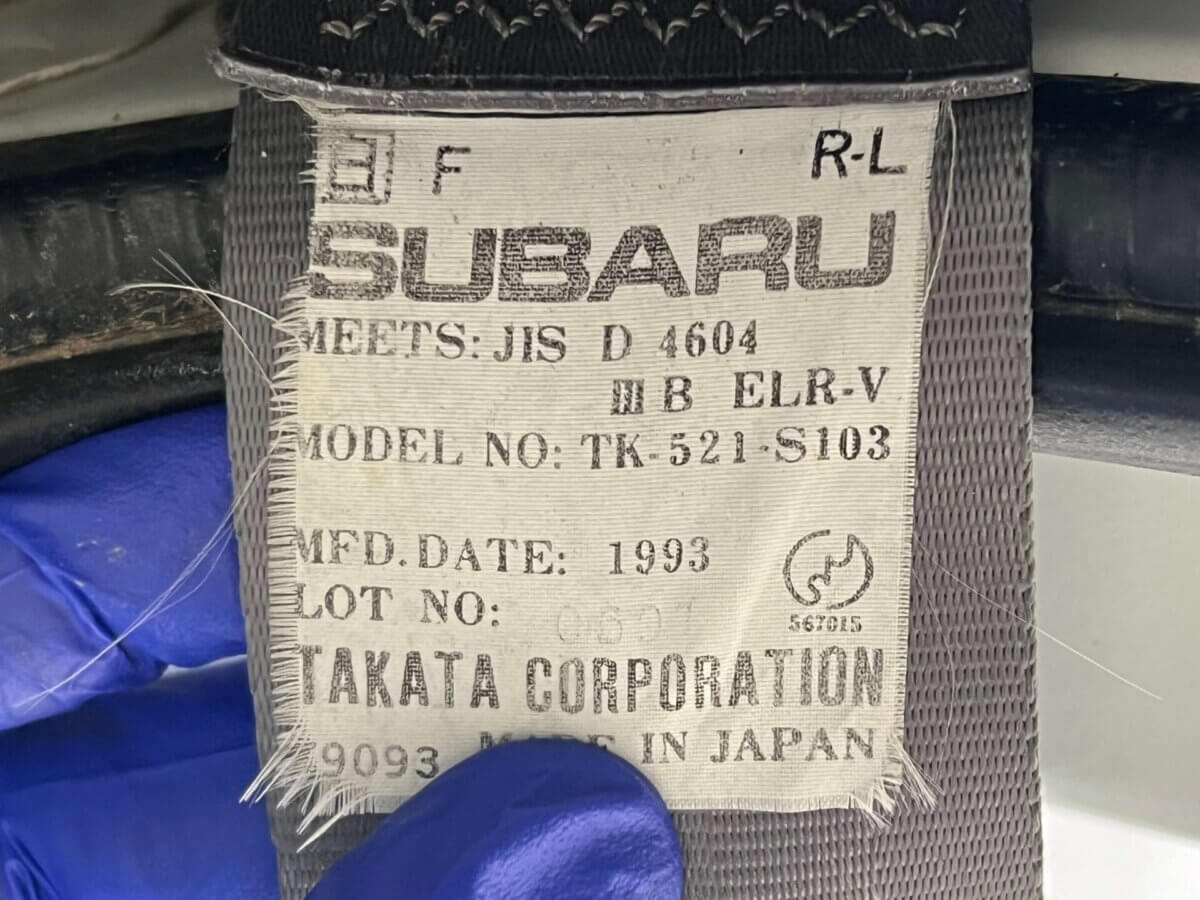 日 F R-L
SUBARU
MEETS: JIS D 4604
III B ELR-V
MODEL NO: TK-521-S103
MFD. DATE: 1993
567015
LOT NO:
TAKATA CORPORATION
9093 MADE IN JAPAN